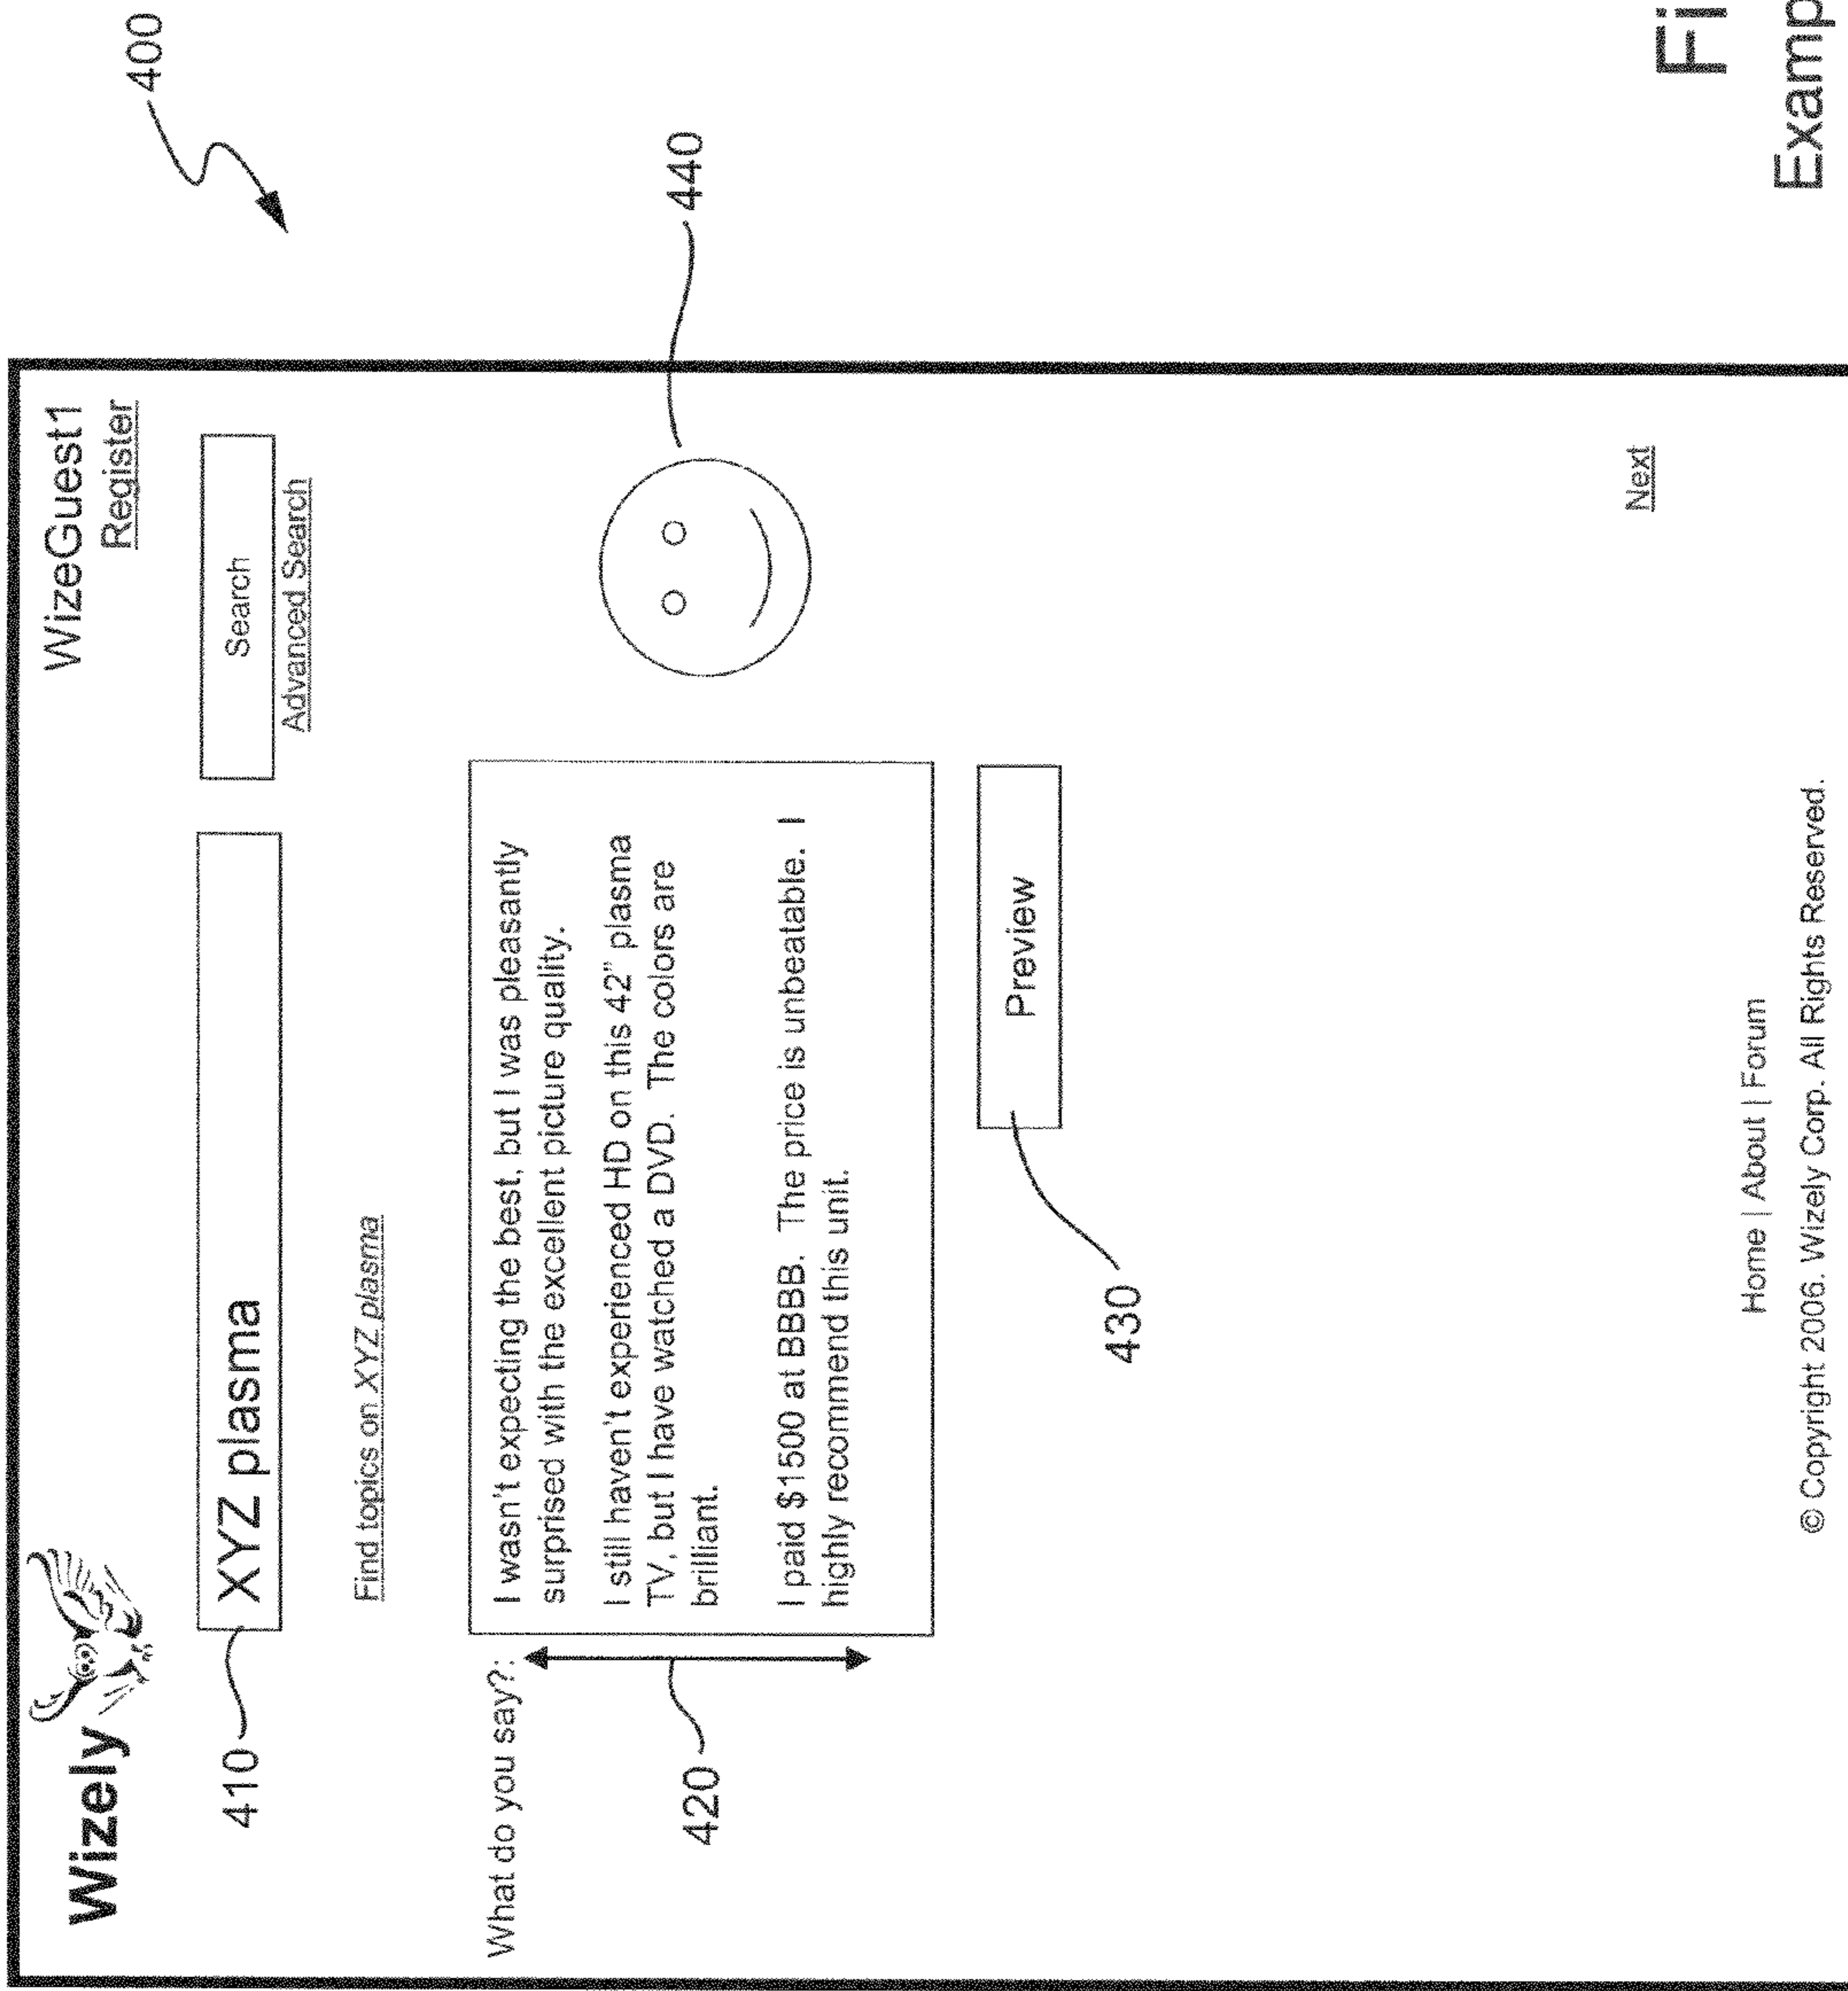 400
Wizely
WizeGuest1
Register
410
XYZ plasma
Search
Advanced Search
Find topics on XYZ plasma
What do you say?:
I wasn't expecting the best, but I was pleasantly
surprised with the excellent picture quality.
I still haven't experienced HD on this 42" plasma
TV, but I have watched a DVD. The colors are
brilliant.
I paid $1500 at BBBB. The price is unbeatable. I
highly recommend this unit.
420
440
Preview
430
Next
Home | About | Forum
© Copyright 2006. Wizely Corp. All Rights Reserved.
Fi
Examp